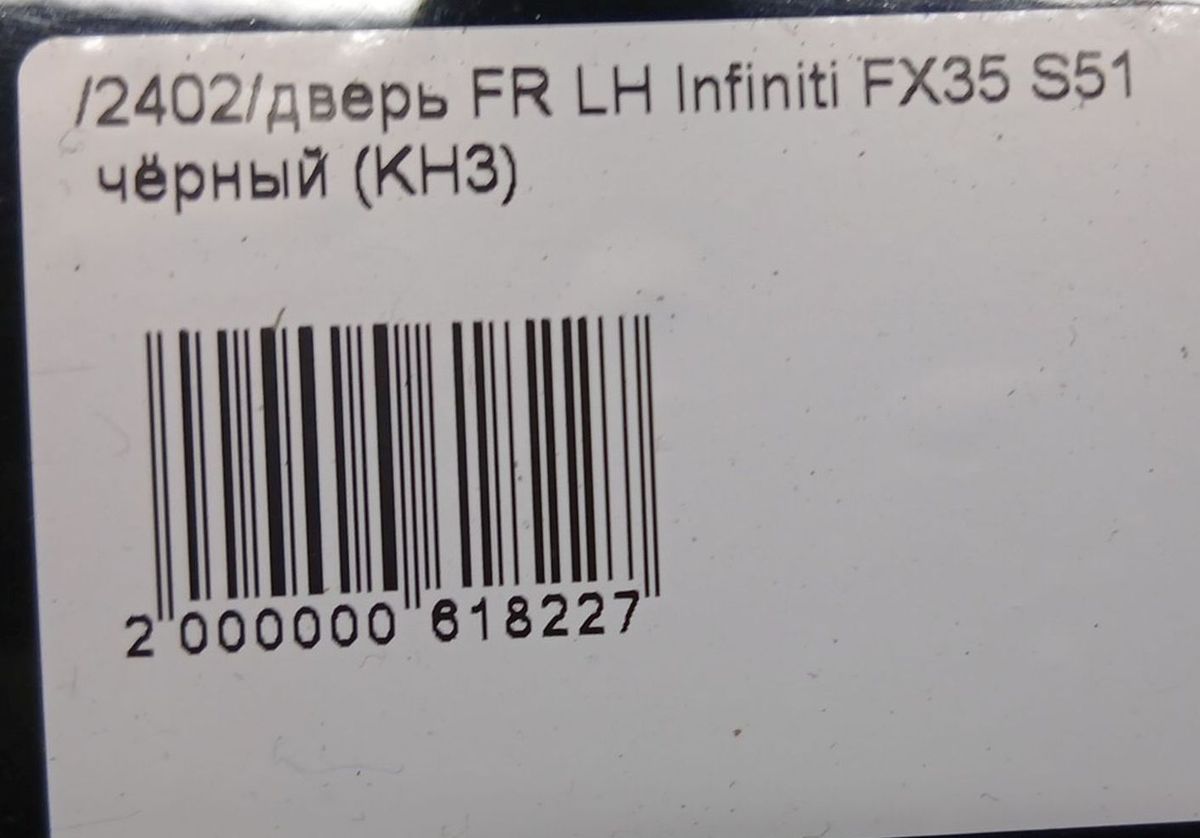 /2402/дверь FR LH Infiniti FX35 S51
чёрный (KH3)
2 000000 618227